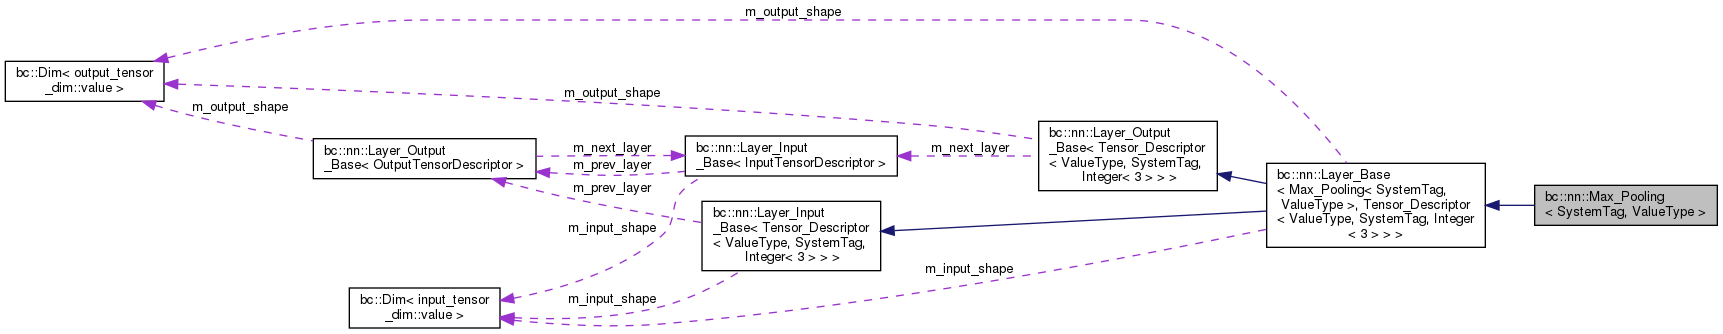 m_output_shape
bc::Dim< output_tensor
_dim::value >
m_output_shape
m_output_shape
bc::nn::Layer_Output
_Base< Tensor_Descriptor
< ValueType, SystemTag,
Integer< 3 > > >
bc::nn::Layer_Output
_Base< OutputTensorDescriptor >
m_next_layer
m_prev_layer
m_prev_layer
bc::nn::Layer_Input
_Base< InputTensorDescriptor >
m_next_layer
bc::nn::Layer_Base
< Max_Pooling< SystemTag,
ValueType >, Tensor_Descriptor
< ValueType, SystemTag, Integer
< 3 > > >
bc::nn::Max_Pooling
< SystemTag, ValueType >
bc::nn::Layer_Input
_Base< Tensor_Descriptor
< ValueType, SystemTag,
Integer< 3 > > >
m_input_shape
m_input_shape
m_input_shape
bc::Dim< input_tensor
_dim::value >